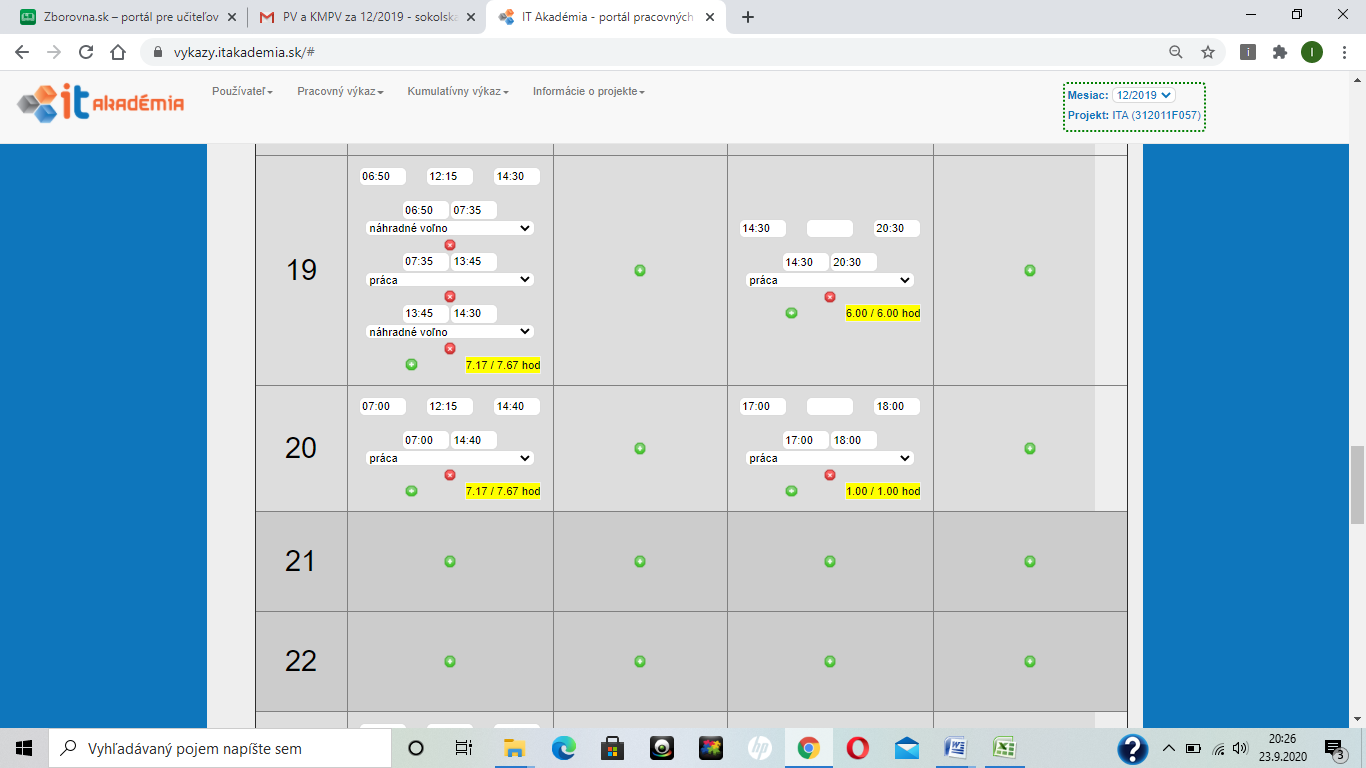 Zborovna.sk – portál pre učiteľov
PV a KMPV za 12/2019 - sokolska
IT Akadémia - portál pracovných
vykazy.itakademia.sk/#
it akadémia
Používateľ
Pracovný výkaz
Kumulatívny výkaz
Informácie o projekte
Mesiac: 12/2019
Projekt: ITA (312011F057)
19
06:50 12:15 14:30
06:50 07:35
náhradné voľno
07:35 13:45
práca
13:45 14:30
náhradné voľno
7.17 / 7.67 hod
14:30 20:30
14:30 20:30
práca
6.00 / 6.00 hod
20
07:00 12:15 14:40
07:00 14:40
práca
7.17 / 7.67 hod
17:00 18:00
17:00 18:00
práca
1.00 / 1.00 hod
21
22
Vyhľadávaný pojem napíšte sem
20:26
23.9.2020
3